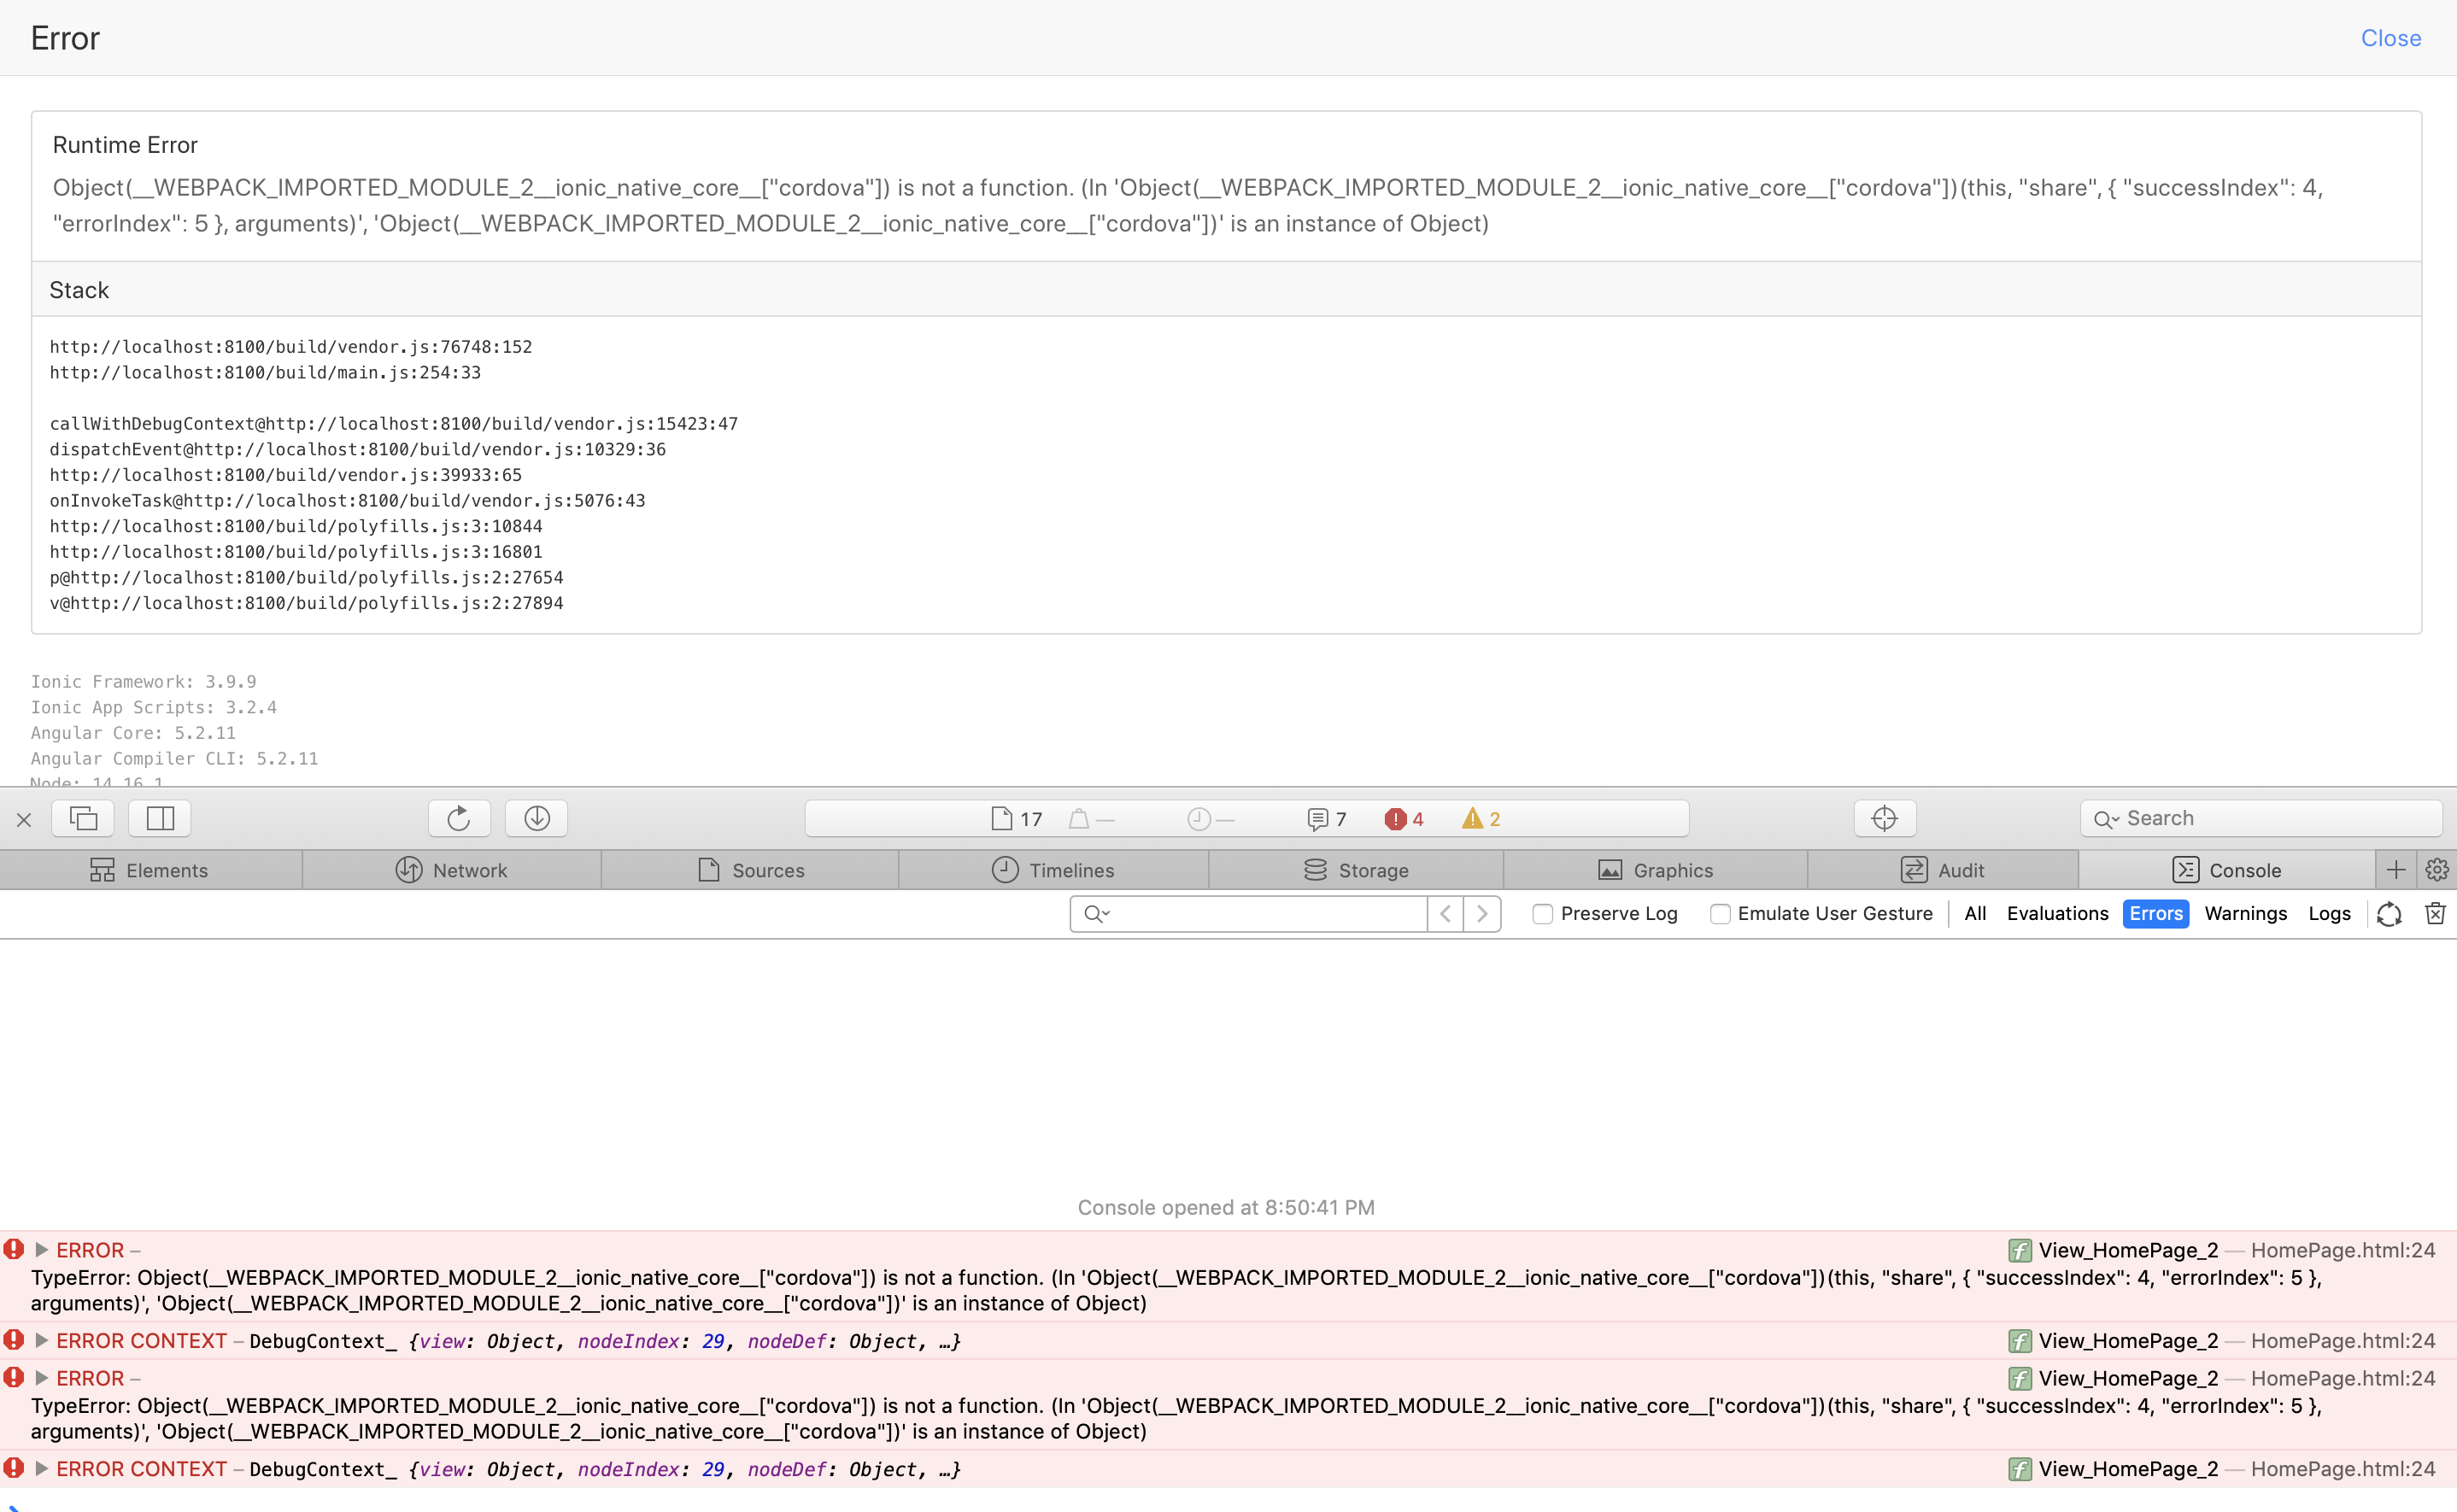 Error
Close
Runtime Error
Object(__WEBPACK_IMPORTED_MODULE_2__ionic_native_core__["cordova"]) is not a function. (In 'Object(__WEBPACK_IMPORTED_MODULE_2__ionic_native_core__["cordova"])(this, "share", { "successIndex": 4,
"errorIndex": 5 }, arguments)', 'Object(__WEBPACK_IMPORTED_MODULE_2__ionic_native_core__["cordova"])' is an instance of Object)
Stack
http://localhost:8100/build/vendor.js:76748:152
http://localhost:8100/build/main.js:254:33
callWithDebugContext@http://localhost:8100/build/vendor.js:15423:47
dispatchEvent@http://localhost:8100/build/vendor.js:10329:36
http://localhost:8100/build/vendor.js:39933:65
onInvokeTask@http://localhost:8100/build/vendor.js:5076:43
http://localhost:8100/build/polyfills.js:3:10844
http://localhost:8100/build/polyfills.js:3:16801
p@http://localhost:8100/build/polyfills.js:2:27654
v@http://localhost:8100/build/polyfills.js:2:27894
Ionic Framework: 3.9.9
Ionic App Scripts: 3.2.4
Angular Core: 5.2.11
Angular Compiler CLI: 5.2.11
Node: 14.16.1
17 — — 7 4 2 Search
Elements Network Sources Timelines Storage Graphics Audit Console
Preserve Log Emulate User Gesture All Evaluations Errors Warnings Logs
Console opened at 8:50:41 PM
ERROR – View_HomePage_2 — HomePage.html:24
TypeError: Object(__WEBPACK_IMPORTED_MODULE_2__ionic_native_core__["cordova"]) is not a function. (In 'Object(__WEBPACK_IMPORTED_MODULE_2__ionic_native_core__["cordova"])(this, "share", { "successIndex": 4, "errorIndex": 5 },
arguments)', 'Object(__WEBPACK_IMPORTED_MODULE_2__ionic_native_core__["cordova"])' is an instance of Object)
ERROR CONTEXT – DebugContext_ {view: Object, nodeIndex: 29, nodeDef: Object, …} View_HomePage_2 — HomePage.html:24
ERROR – View_HomePage_2 — HomePage.html:24
TypeError: Object(__WEBPACK_IMPORTED_MODULE_2__ionic_native_core__["cordova"]) is not a function. (In 'Object(__WEBPACK_IMPORTED_MODULE_2__ionic_native_core__["cordova"])(this, "share", { "successIndex": 4, "errorIndex": 5 },
arguments)', 'Object(__WEBPACK_IMPORTED_MODULE_2__ionic_native_core__["cordova"])' is an instance of Object)
ERROR CONTEXT – DebugContext_ {view: Object, nodeIndex: 29, nodeDef: Object, …} View_HomePage_2 — HomePage.html:24